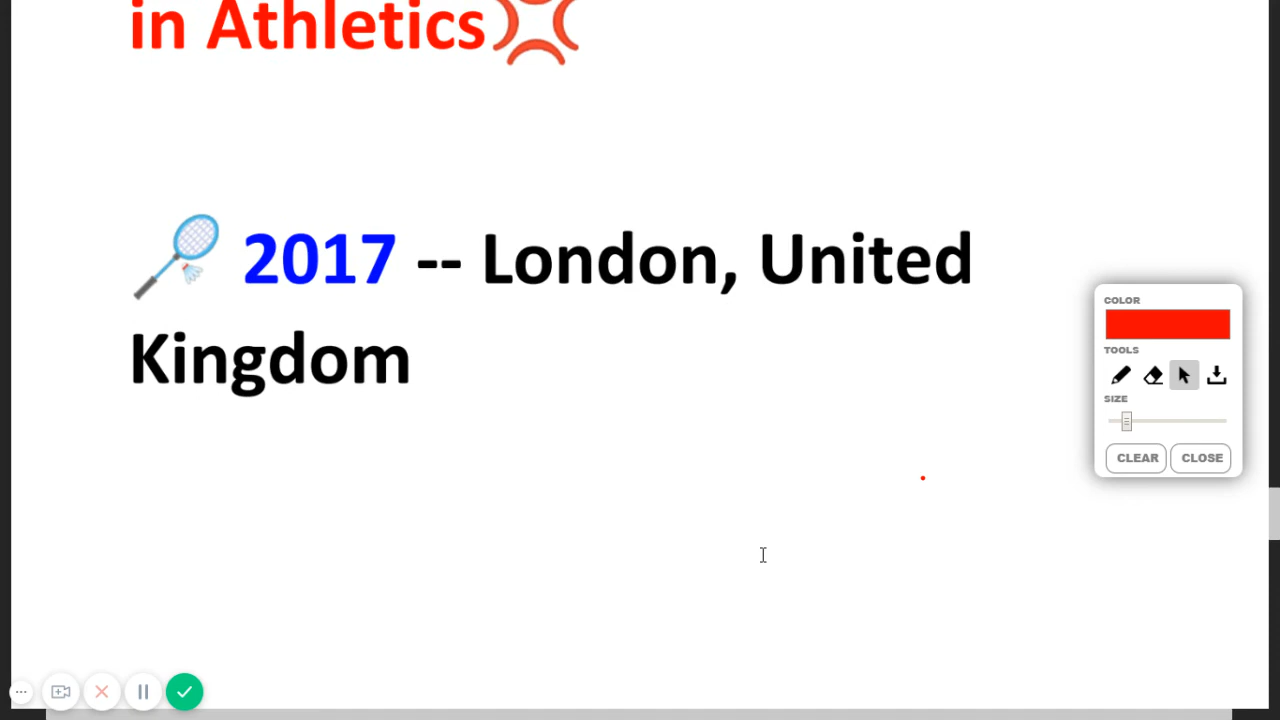 in Athletics💢
🏸 2017 -- London, United
Kingdom
COLOR
TOOLS
SIZE
CLEAR CLOSE